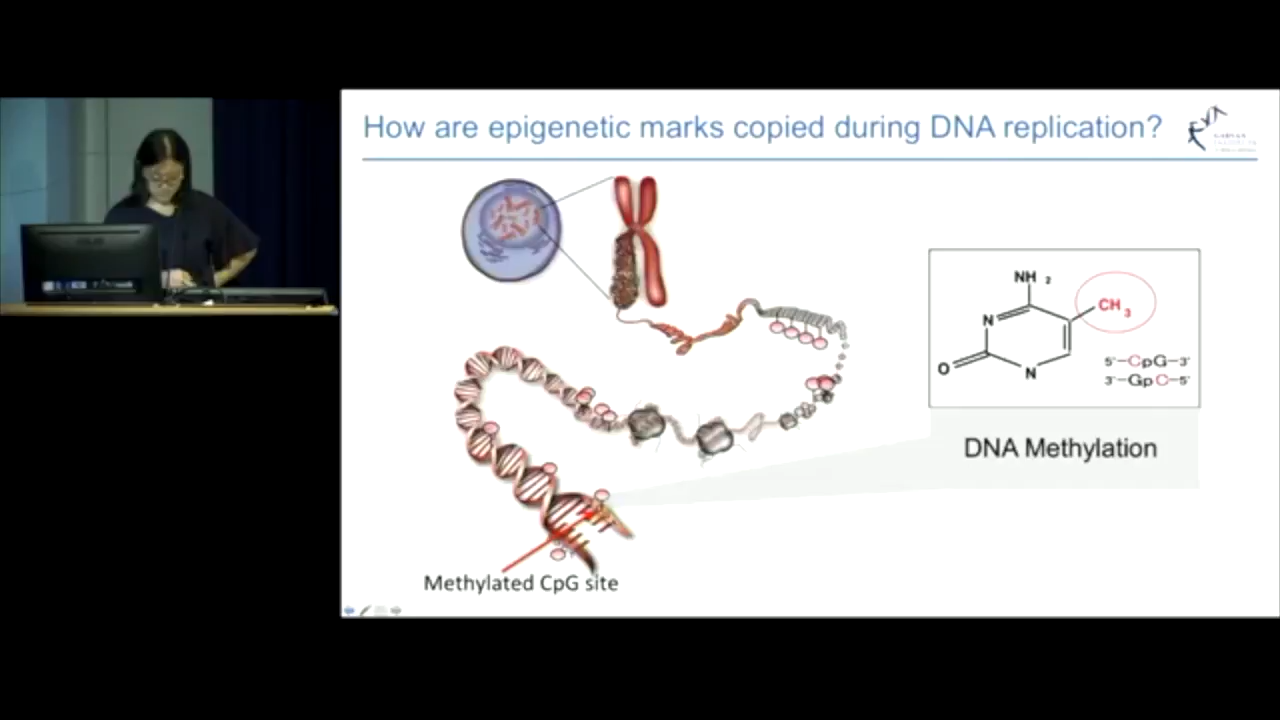 How are epigenetic marks copied during DNA replication?
NH 2
N
CH 3
O
N
5'-CpG-3'
3'-GpC-5'
DNA Methylation
Methylated CpG site